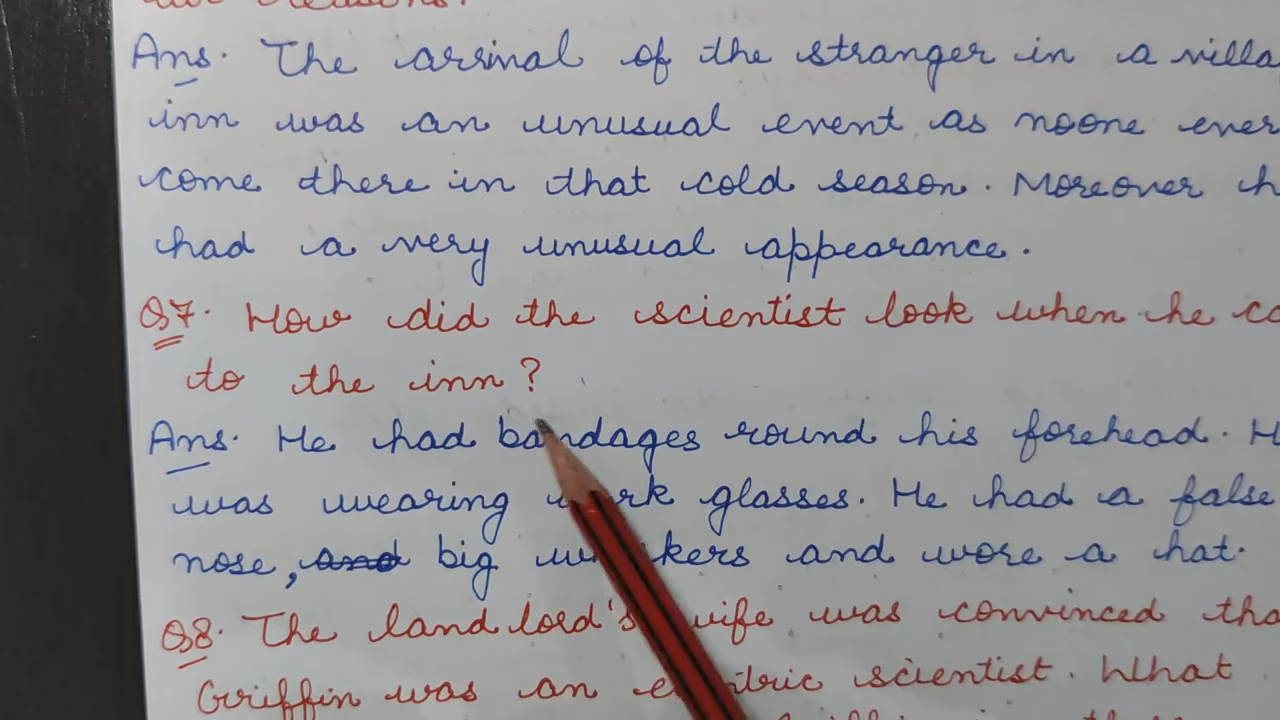 Ans. The arrival of the stranger in a villa
inn was an unusual event as noone ever
come there in that cold season. Moreover h
had a very unusual appearance.
Q7. How did the scientist look when he co
to the inn?
Ans. He had bandages round his forehead. H
was wearing glasses. He had a false
nose, and big and wore a hat.
Q8. The landlord's wife was convinced tha
Griffin was an scientist. What